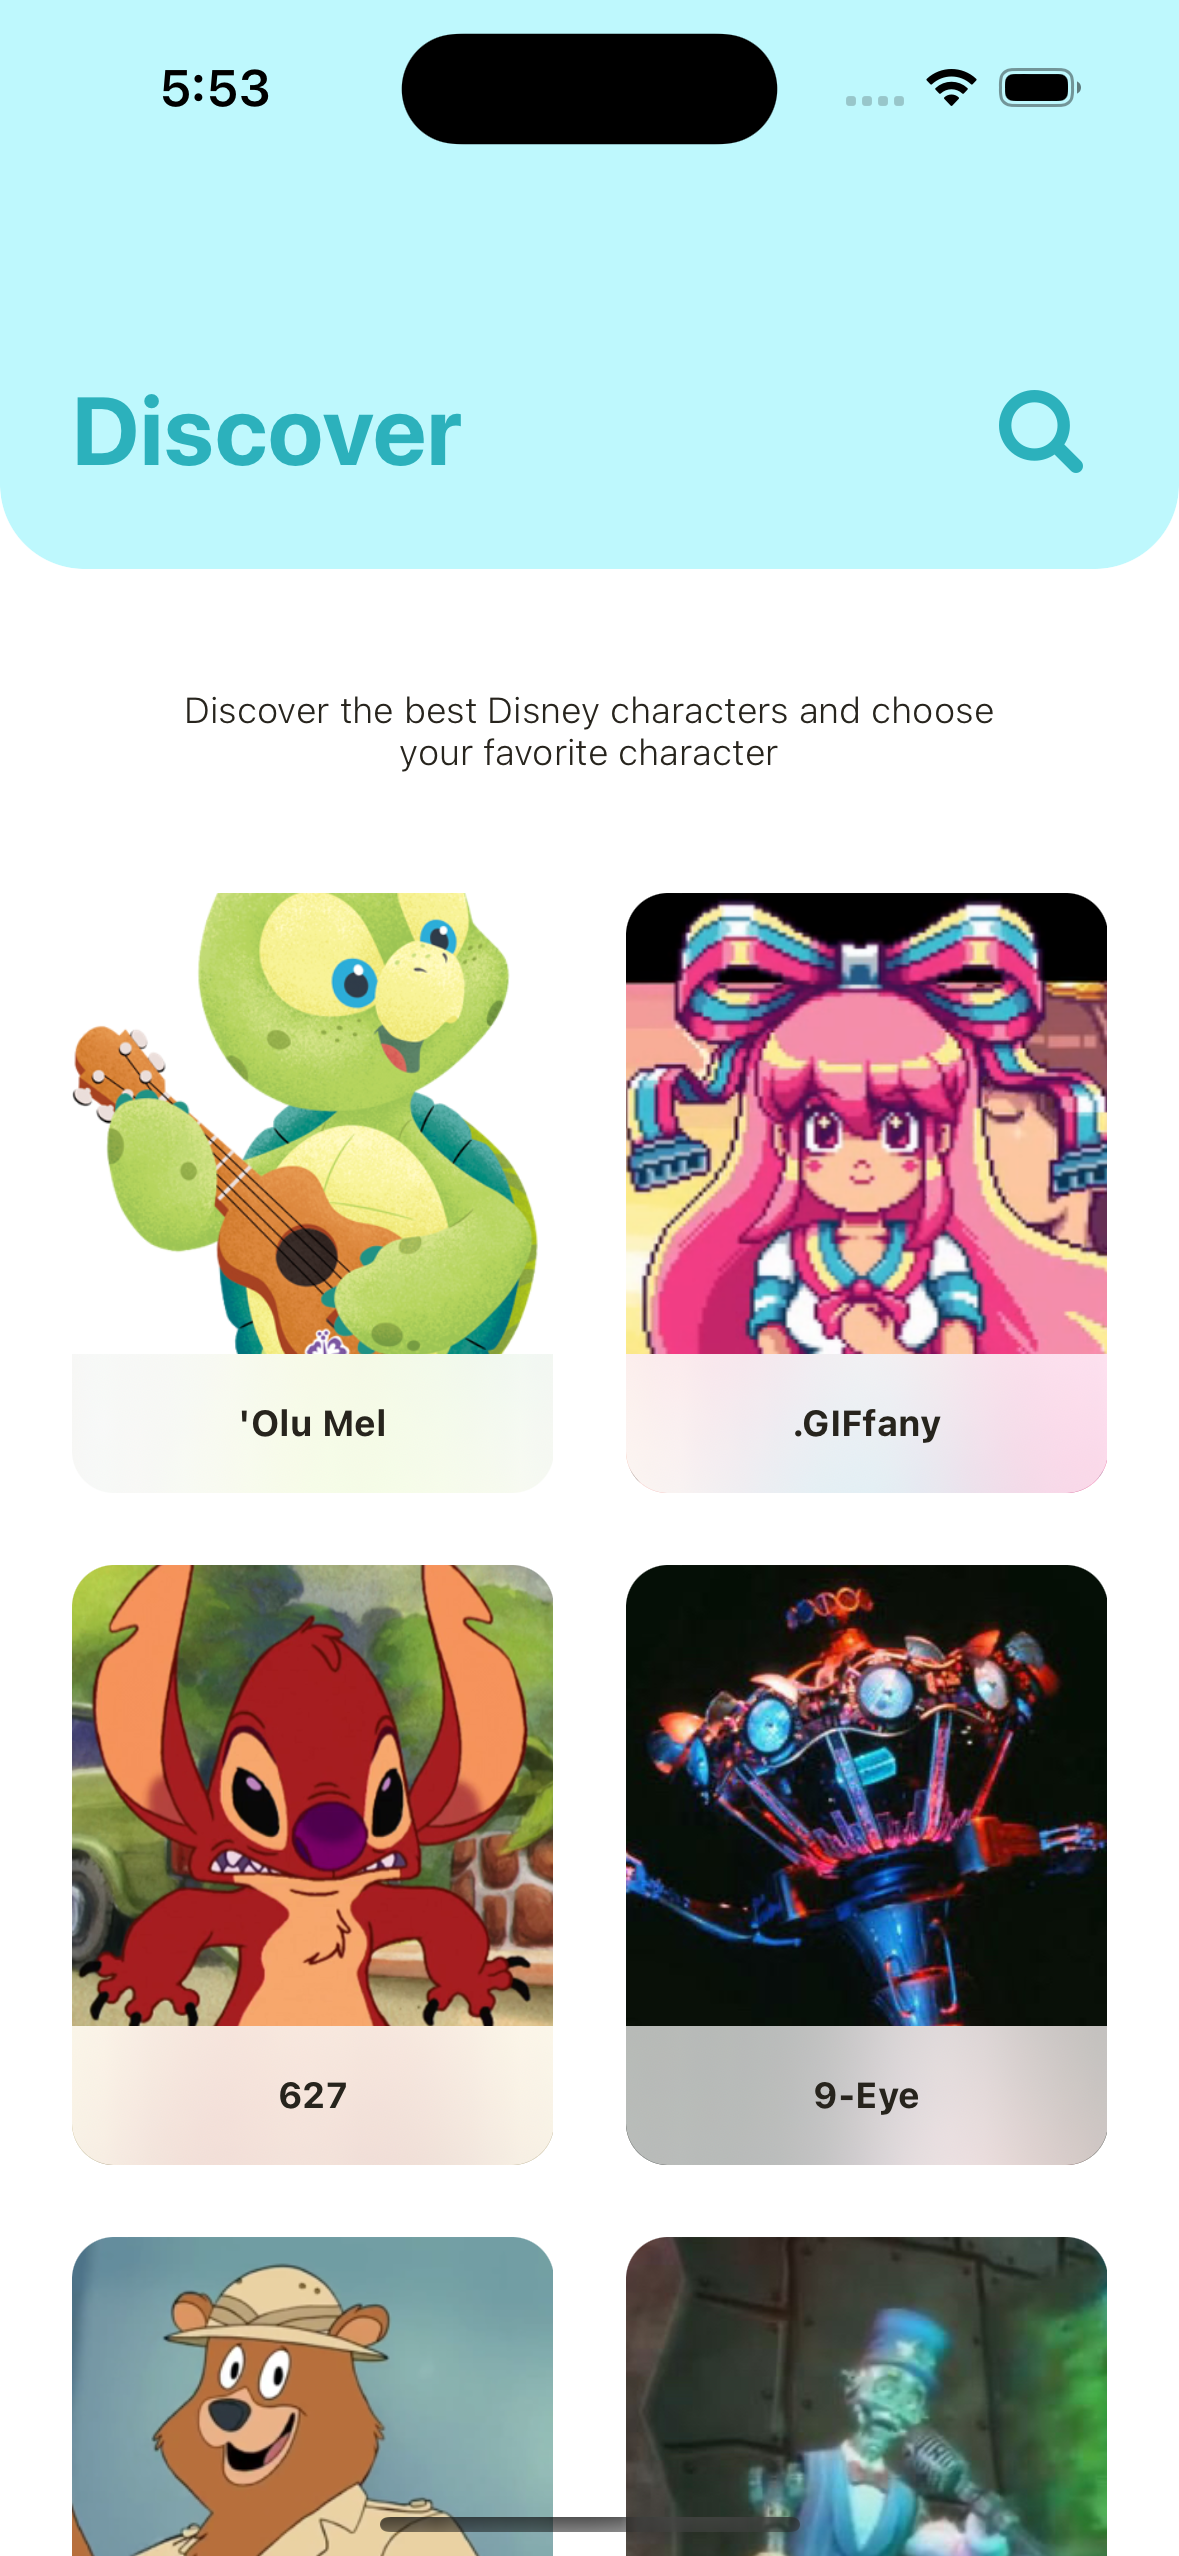 5:53
Discover
Discover the best Disney characters and choose
your favorite character
'Olu Mel
.GIFfany
627
9-Eye